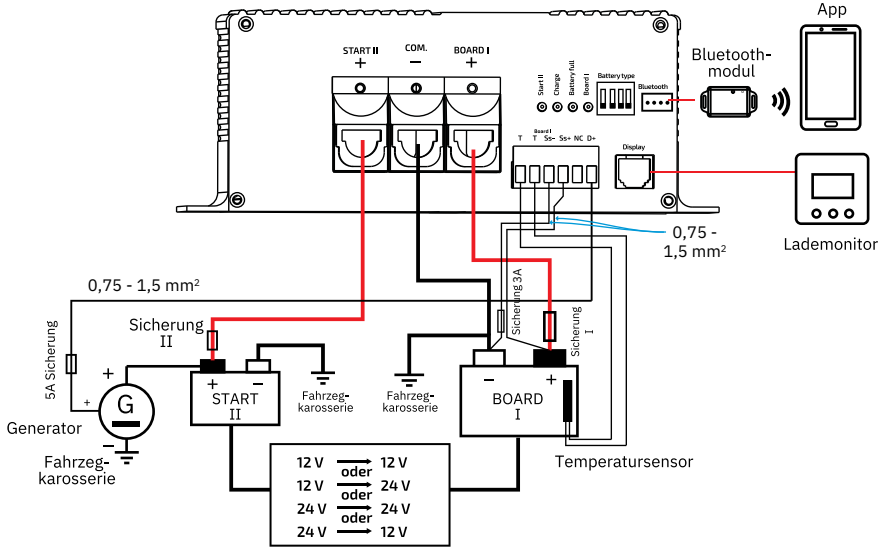 App
Bluetooth-
modul
START II
+
COM.
−
BOARD I
+
Start II
Charge
Battery full
Board I
Battery type
Bluetooth
Board I
T
T
Ss-
Ss+
NC
D+
Display
Lademonitor
0,75 -
1,5 mm²
0,75 - 1,5 mm²
Sicherung 3A
Sicherung
I
Sicherung
II
5A Sicherung
+
+
G
−
Generator
Fahrzeg-
karosserie
+
−
START
II
Fahrzeg-
karosserie
Fahrzeg-
karosserie
−
+
BOARD
I
Temperatursensor
12 V 12 V
oder
12 V 24 V
oder
24 V 24 V
oder
24 V 12 V